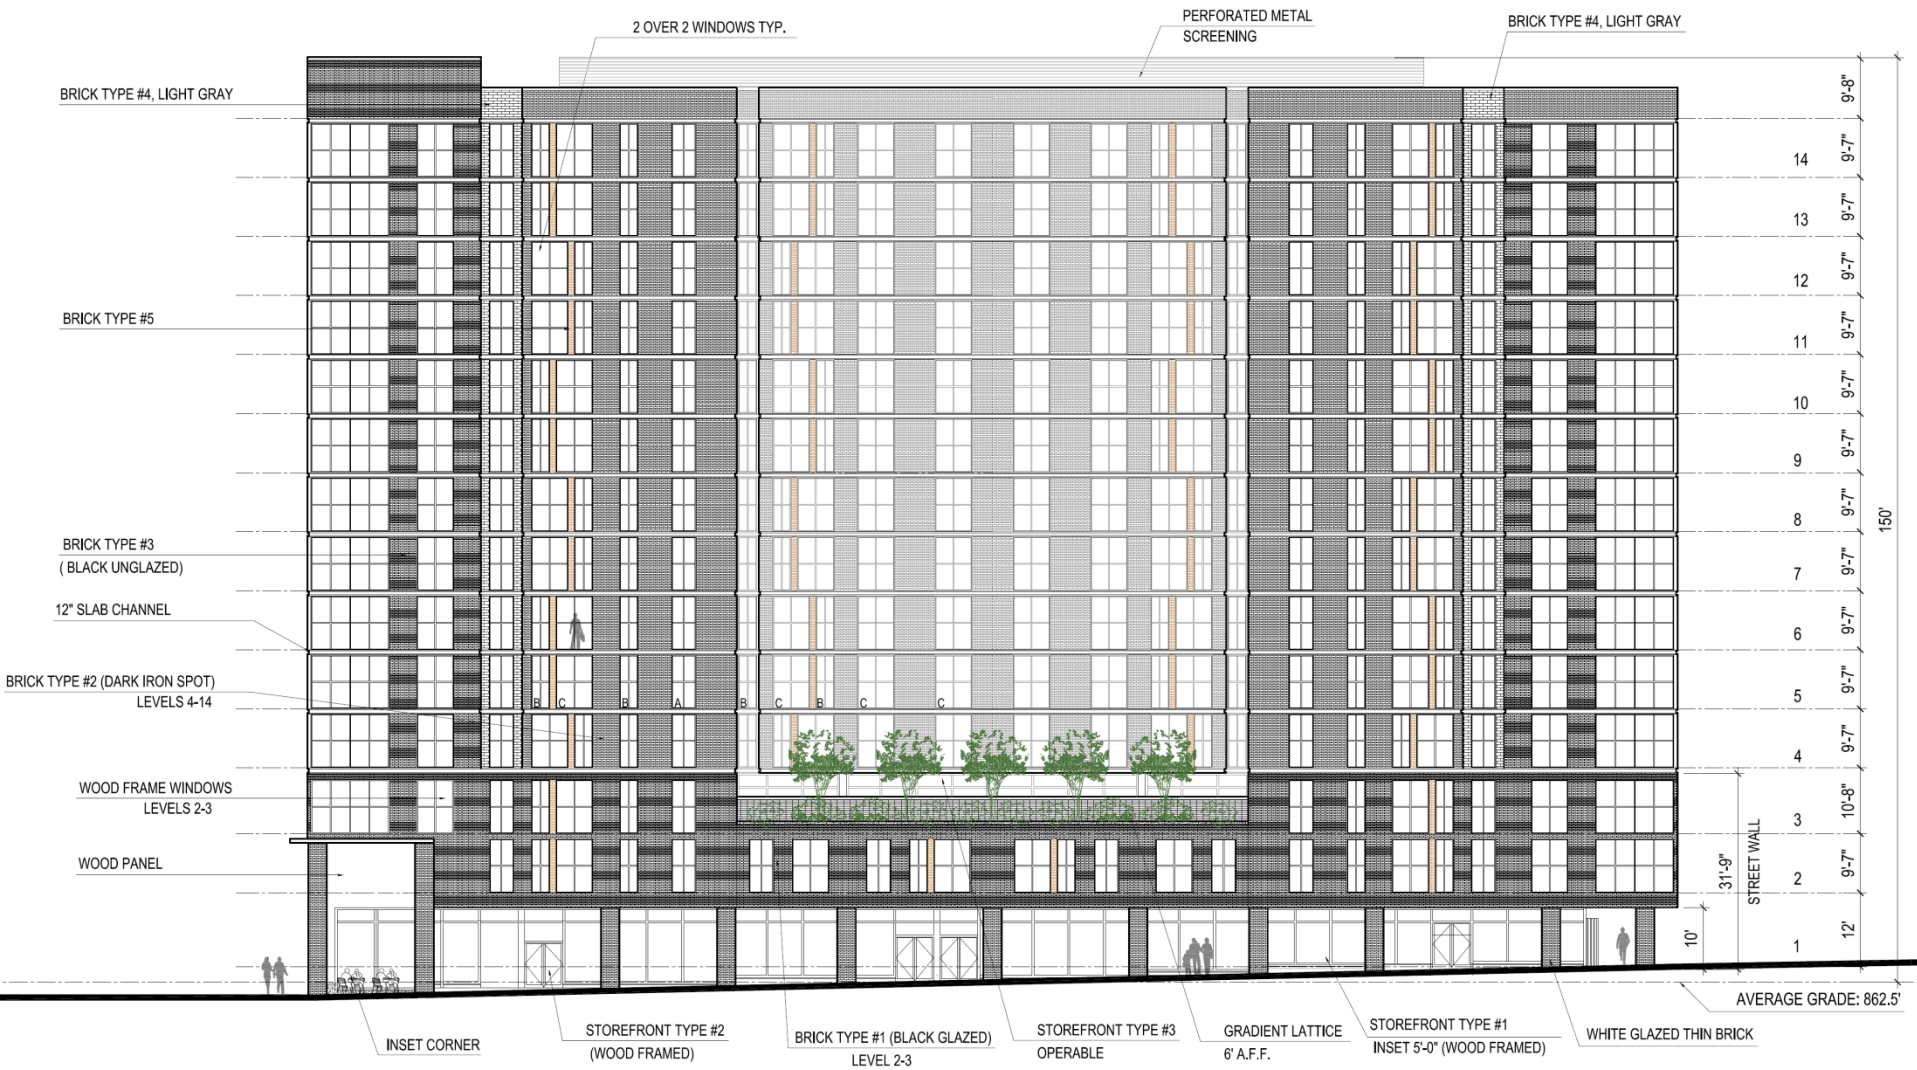 2 OVER 2 WINDOWS TYP.
PERFORATED METAL
SCREENING
BRICK TYPE #4, LIGHT GRAY
BRICK TYPE #4, LIGHT GRAY
BRICK TYPE #5
BRICK TYPE #3
( BLACK UNGLAZED)
12" SLAB CHANNEL
BRICK TYPE #2 (DARK IRON SPOT)
LEVELS 4-14
WOOD FRAME WINDOWS
LEVELS 2-3
WOOD PANEL
B C B A B C B C C
9'-8"
14 9'-7"
13 9'-7"
12 9'-7"
11 9'-7"
10 9'-7"
9 9'-7"
8 9'-7"
7 9'-7"
6 9'-7"
5 9'-7"
4 9'-7"
3 10'-8"
2 9'-7"
1 12'
150'
31'-9"
STREET WALL
10'
AVERAGE GRADE: 862.5'
INSET CORNER
STOREFRONT TYPE #2
(WOOD FRAMED)
BRICK TYPE #1 (BLACK GLAZED)
LEVEL 2-3
STOREFRONT TYPE #3
OPERABLE
GRADIENT LATTICE
6' A.F.F.
STOREFRONT TYPE #1
INSET 5'-0" (WOOD FRAMED)
WHITE GLAZED THIN BRICK